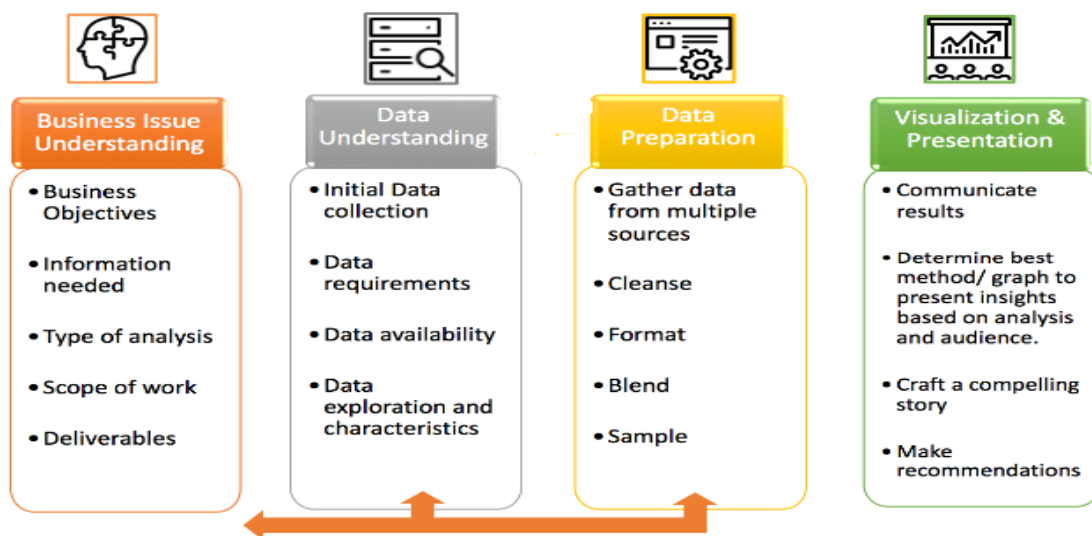 Business Issue
Understanding
• Business
Objectives
• Information
needed
• Type of analysis
• Scope of work
• Deliverables
Data
Understanding
• Initial Data
collection
• Data
requirements
• Data availability
• Data
exploration and
characteristics
Data
Preparation
• Gather data
from multiple
sources
• Cleanse
• Format
• Blend
• Sample
Visualization &
Presentation
• Communicate
results
• Determine best
method/ graph to
present insights
based on analysis
and audience.
• Craft a compelling
story
• Make
recommendations